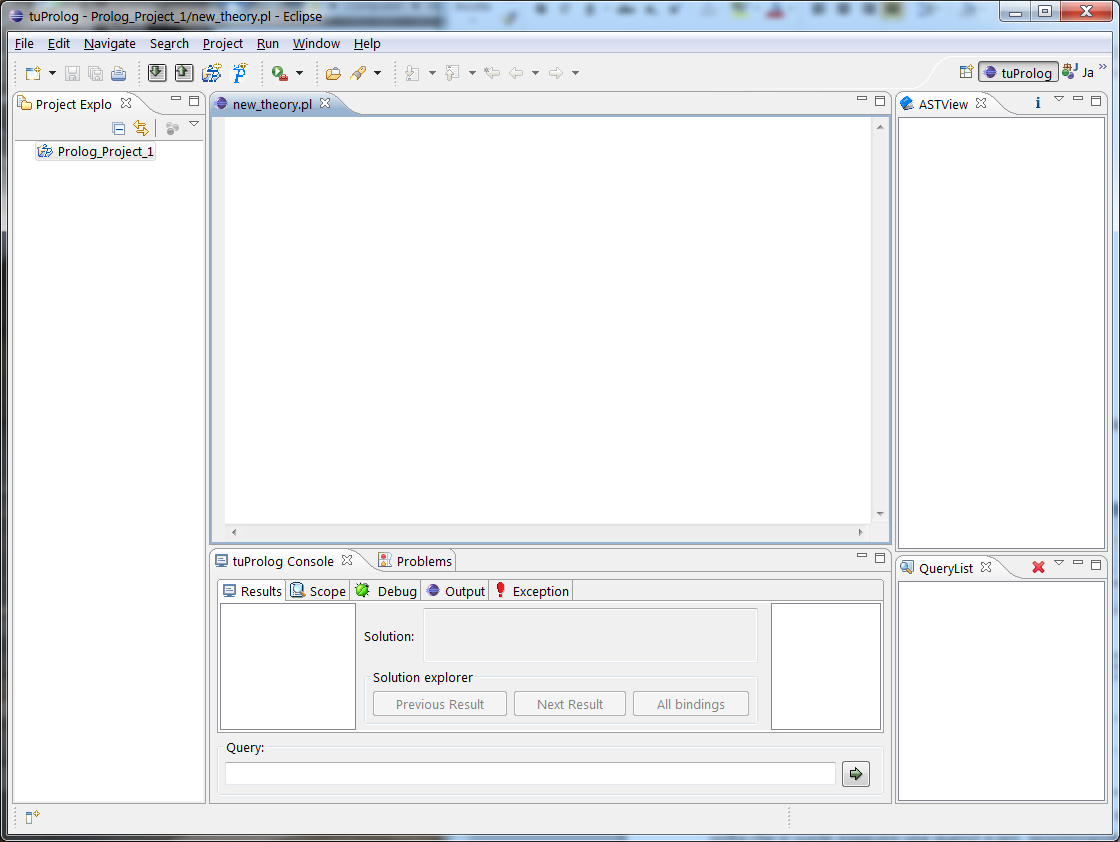 tuProlog - Prolog_Project_1/new_theory.pl - Eclipse
File Edit Navigate Search Project Run Window Help
tuProlog Ja
Project Explo
new_theory.pl
ASTView
Prolog_Project_1
tuProlog Console Problems
QueryList
Results Scope Debug Output Exception
Solution:
Solution explorer
Previous Result Next Result All bindings
Query: